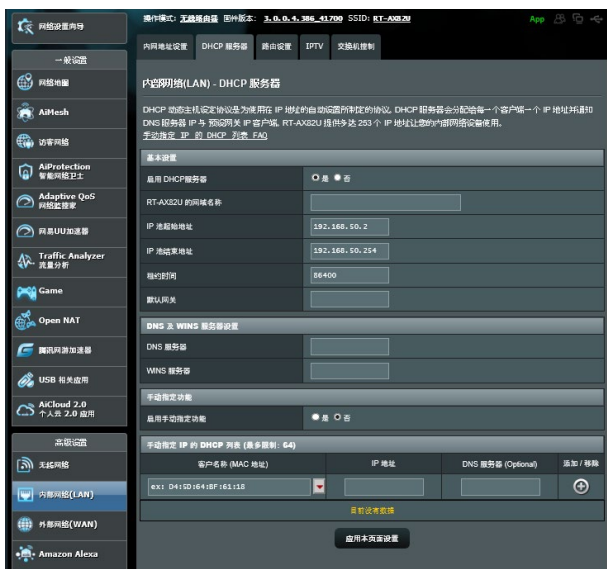 网络设置向导
操作模式: 无线路由器 固件版本: 3.0.0.4.386_41700 SSID: RT-AX82U
App
内网地址设置 DHCP 服务器 路由设置 IPTV 交换机控制
一般设置
网络地图
AiMesh
访客网络
AiProtection
智能网络卫士
Adaptive QoS
网络监控家
网易UU加速器
Traffic Analyzer
流量分析
Game
Open NAT
腾讯网游加速器
USB 相关应用
AiCloud 2.0
个人云 2.0 应用
高级设置
无线网络
内部网络(LAN)
外部网络(WAN)
Amazon Alexa
内部网络(LAN) - DHCP 服务器
DHCP 动态主机设定协议是为使用在 IP 地址的自动设置所制定的协议. DHCP 服务器会分配给每一个客户端一个 IP 地址并通知
DNS 服务器 IP 与 预设网关 IP 客户端. RT-AX82U 提供多达 253 个 IP 地址让您的内部网络设备使用。
手动指定 IP 的 DHCP 列表 FAQ
基本设置
启用 DHCP服务器 是 否
RT-AX82U 的网域名称
IP 池起始地址 192.168.50.2
IP 池结束地址 192.168.50.254
租约时间 86400
默认网关
DNS 及 WINS 服务器设置
DNS 服务器
WINS 服务器
手动指定功能
启用手动指定功能 是 否
手动指定 IP 的 DHCP 列表 (最多限制: 64)
客户名称 (MAC 地址) IP 地址 DNS 服务器 (Optional) 添加 / 移除
ex: D4:5D:64:BF:61:18
目前没有数据
应用本页面设置